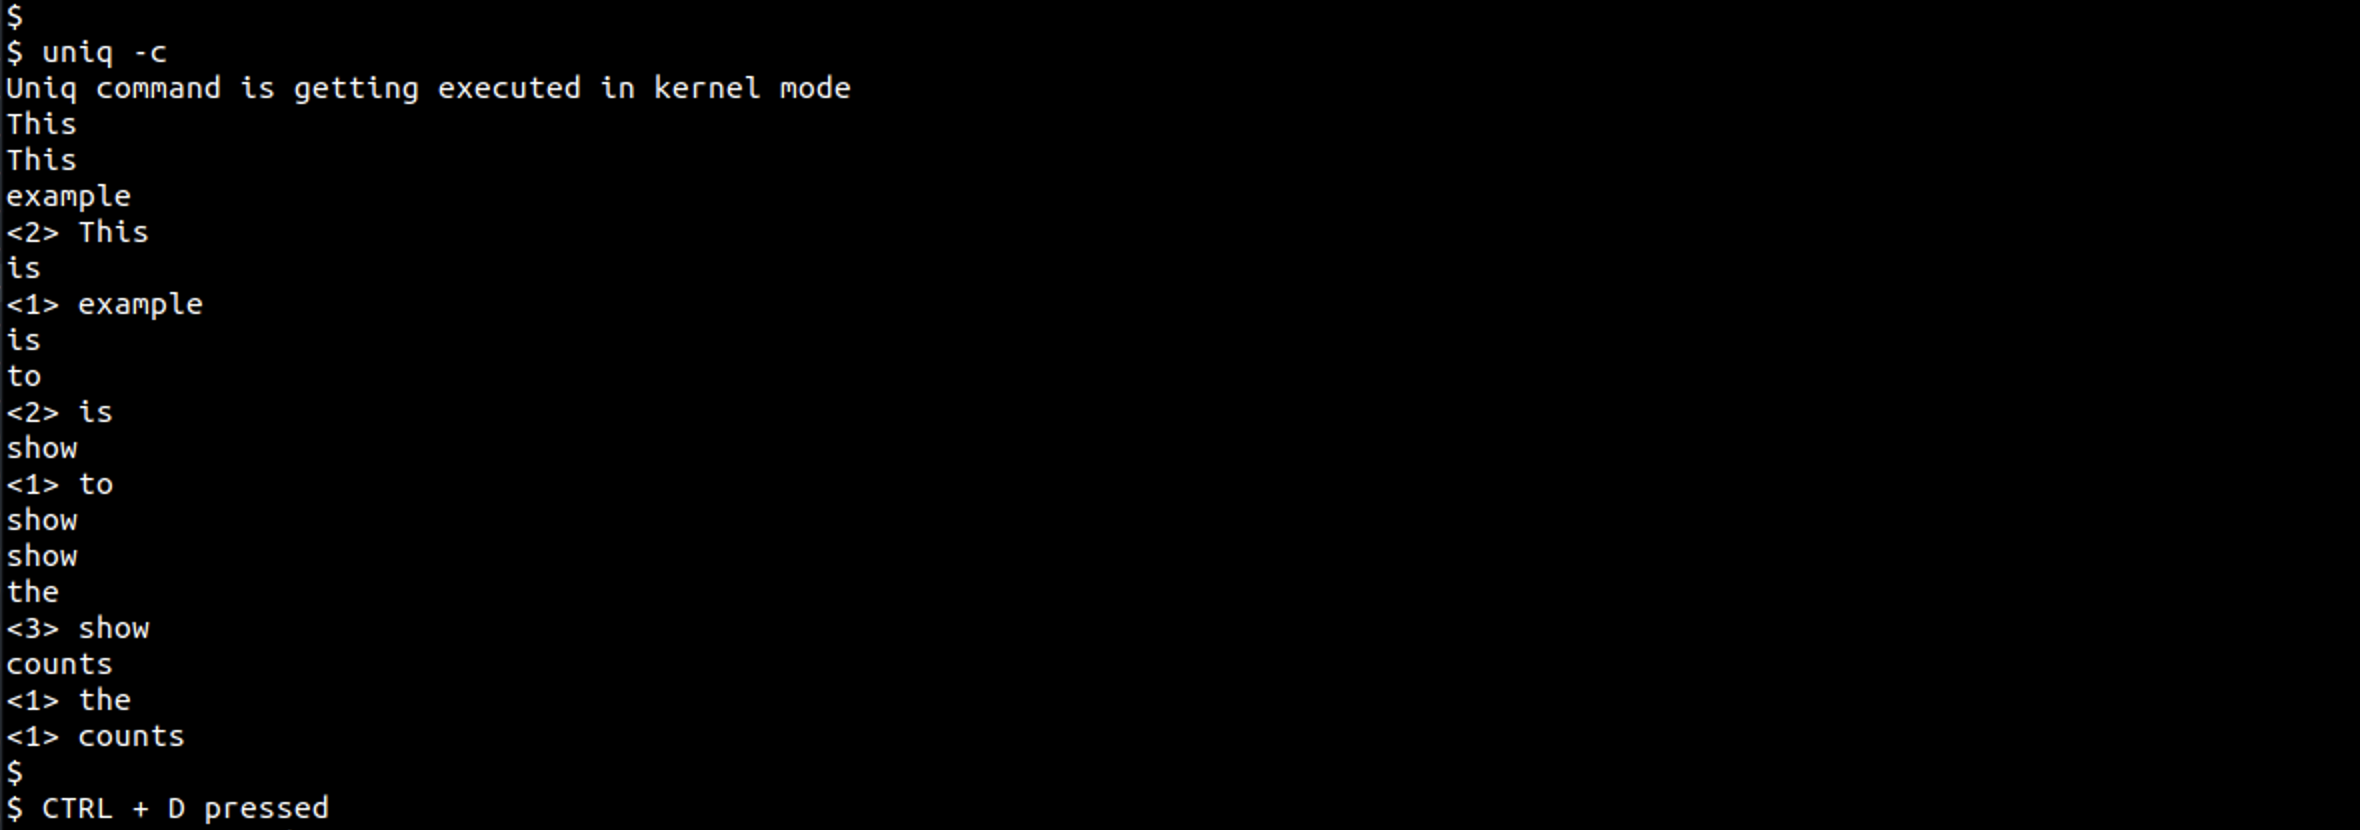 $
$ uniq -c
Uniq command is getting executed in kernel mode
This
This
example
<2> This
is
<1> example
is
to
<2> is
show
<1> to
show
show
the
<3> show
counts
<1> the
<1> counts
$
$ CTRL + D pressed